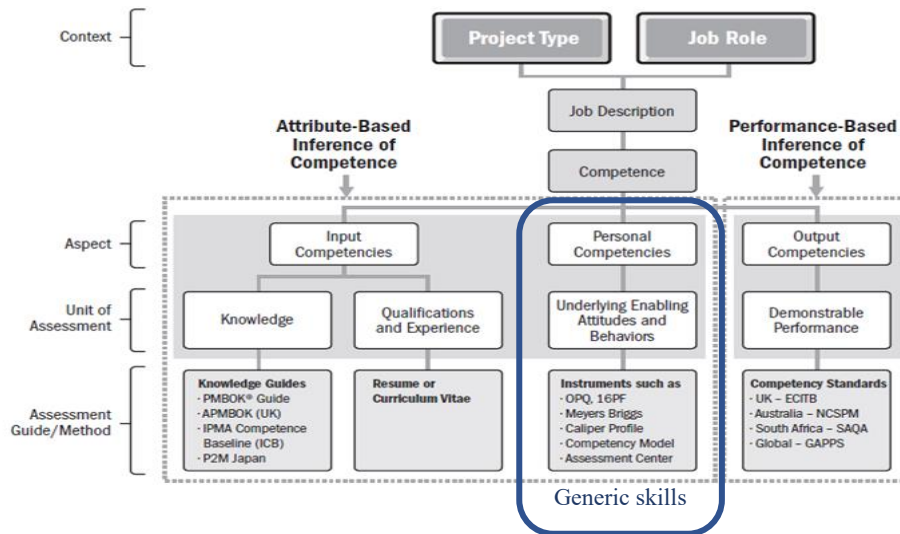 Context
Project Type
Job Role
Job Description
Attribute-Based
Inference of
Competence
Performance-Based
Inference of
Competence
Competence
Aspect
Input
Competencies
Personal
Competencies
Output
Competencies
Unit of
Assessment
Knowledge
Qualifications
and Experience
Underlying Enabling
Attitudes and
Behaviors
Demonstrable
Performance
Assessment
Guide/Method
Knowledge Guides
· PMBOK® Guide
· APMBOK (UK)
· IPMA Competence
Baseline (ICB)
· P2M Japan
Resume or
Curriculum Vitae
Instruments such as
· OPQ, 16PF
· Meyers Briggs
· Caliper Profile
· Competency Model
· Assessment Center
Competency Standards
· UK – ECITB
· Australia – NCSPM
· South Africa – SAQA
· Global – GAPPS
Generic skills